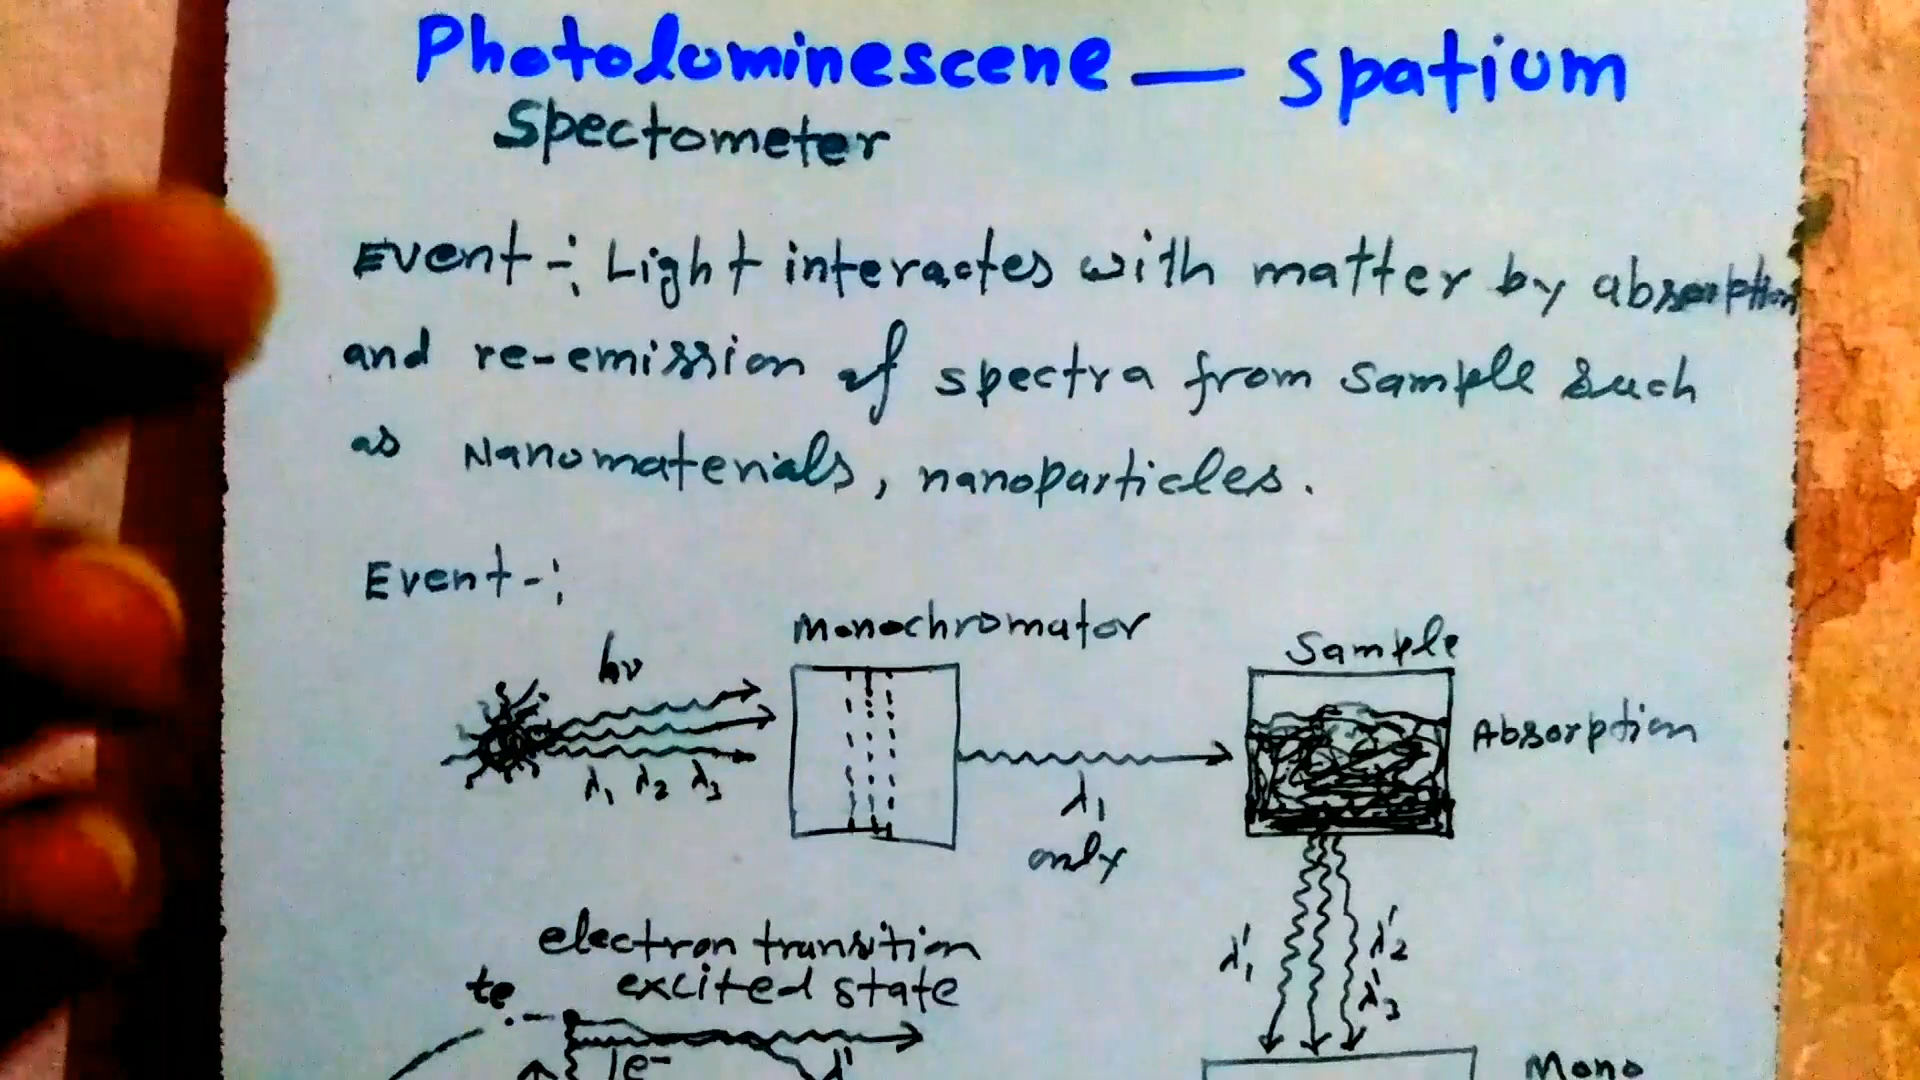 Photoluminescene — spatium
Spectometer
Event -: Light interactes with matter by absorption
and re-emission of spectra from sample such
as Nanomaterials, nanoparticles.
Event -:
hν
Monochromator
Sample
Absorption
λ1 λ2 λ3
λ1
only
electron transition
te
excited state
λ'1
λ'2
λ'3
e-
λ'
Mono